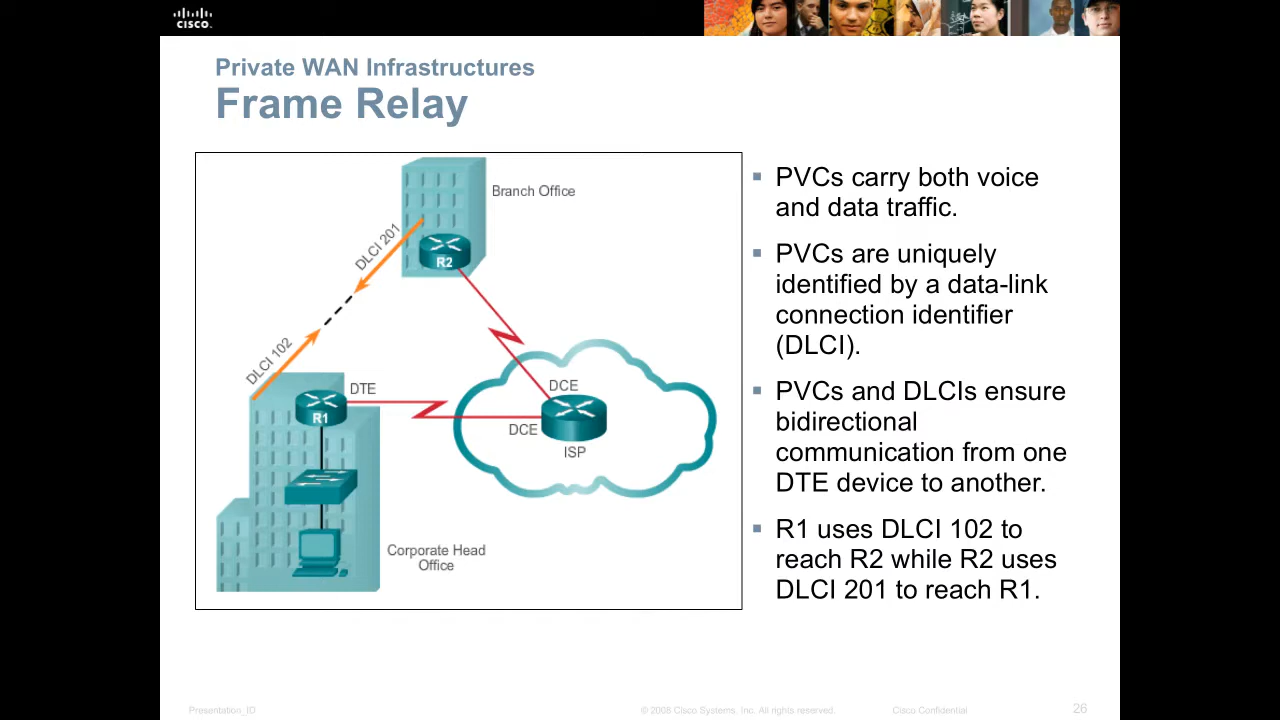 CISCO.
Private WAN Infrastructures
Frame Relay
Branch Office
DLCI 201
R2
DLCI 102
DTE
R1
DCE
DCE
ISP
Corporate Head
Office
PVCs carry both voice
and data traffic.
PVCs are uniquely
identified by a data-link
connection identifier
(DLCI).
PVCs and DLCIs ensure
bidirectional
communication from one
DTE device to another.
R1 uses DLCI 102 to
reach R2 while R2 uses
DLCI 201 to reach R1.
Presentation_ID
© 2008 Cisco Systems, Inc. All rights reserved.
Cisco Confidential
26